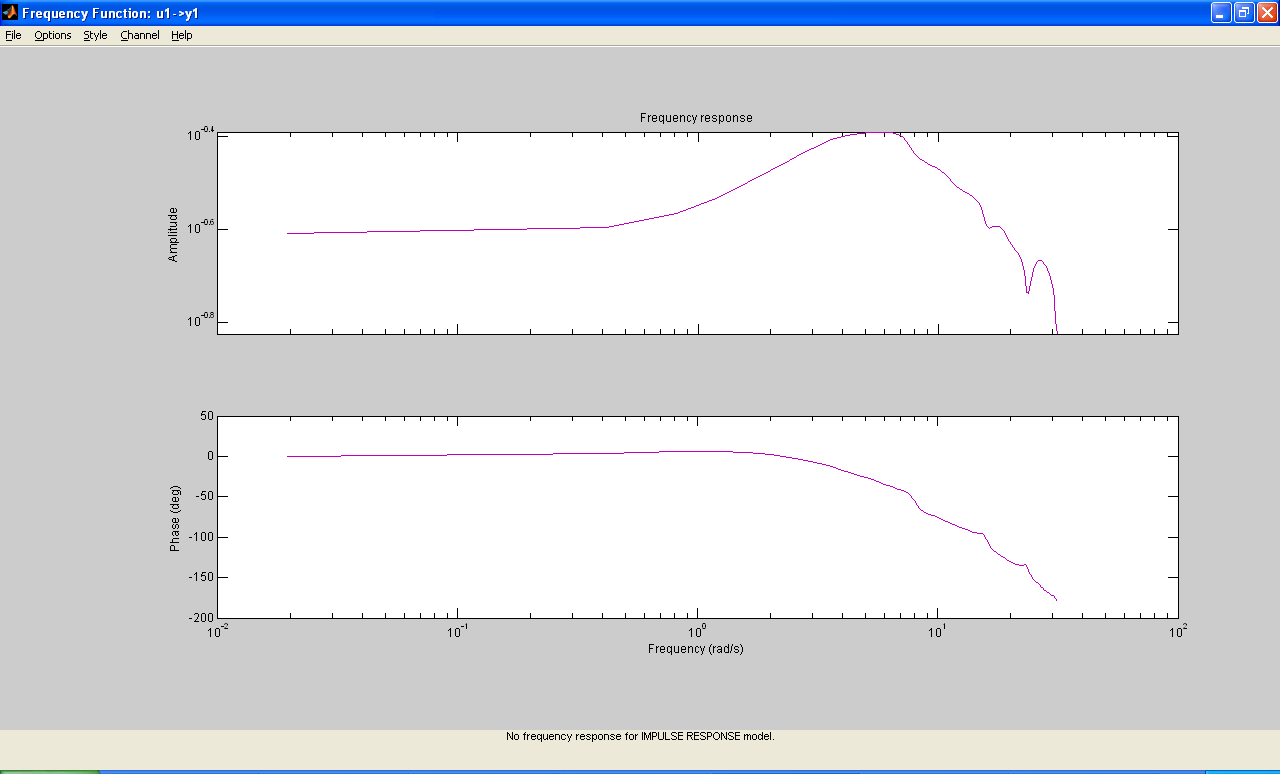 Frequency Function: u1->y1
File Options Style Channel Help
Frequency response
10^-0.4
10^-0.6
10^-0.8
Amplitude
50
0
-50
-100
-150
-200
Phase (deg)
10^-2 10^-1 10^0 10^1 10^2
Frequency (rad/s)
No frequency response for IMPULSE RESPONSE model.